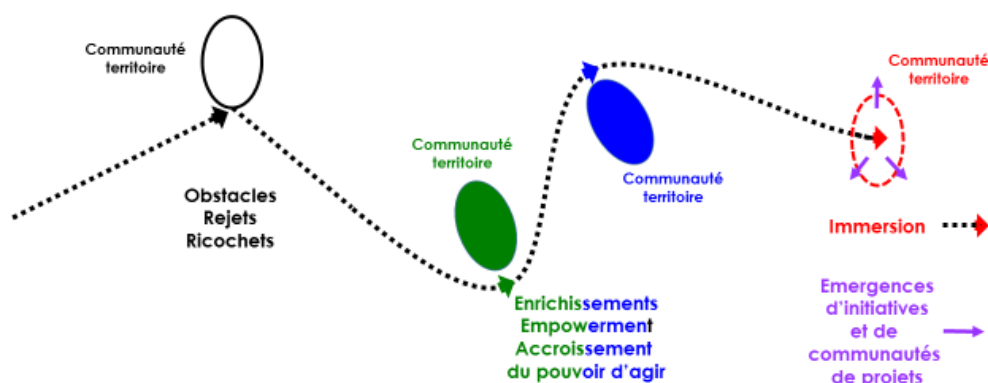 Communauté
territoire
Obstacles
Rejets
Ricochets
Communauté
territoire
Enrichissements
Empowerment
Accroissement
du pouvoir d'agir
Communauté
territoire
Communauté
territoire
Immersion
Emergences
d'initiatives
et de
communautés
de projets